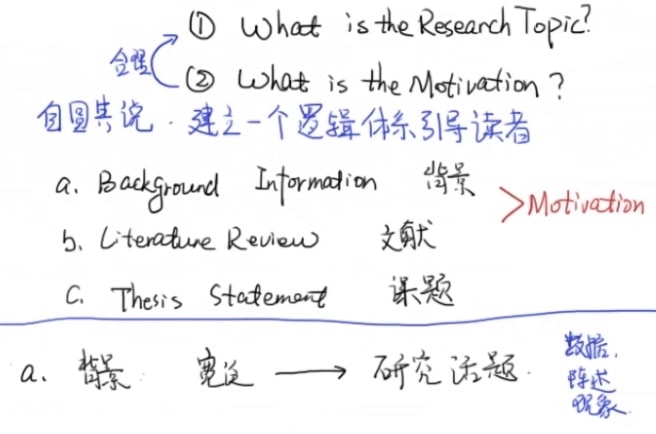 ① What is the Research Topic?
合理
② What is the Motivation?
自圆其说. 建立一个逻辑体系引导读者
a. Background Information 背景
> Motivation
b. Literature Review 文献
C. Thesis Statement 课题
a. 背景 宽泛 → 研究话题.
数据,
陈述
现象.